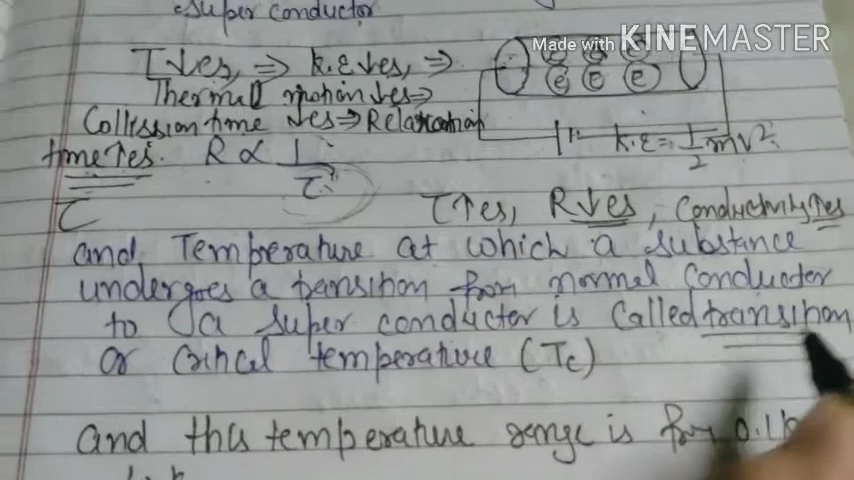 Super conductor
Made with KINEMASTER
T↓es, ⇒ K.E↓es, ⇒
Thermal motion ↓es ⇒
Collission time ↓es ⇒ Relaxation
time ↑es. R ∝ 1/τ
e e e
e e e
K.E = 1/2 mv².
τ
τ↑es, R↓es, Conductivity↑es
and Temperature at which a substance
undergoes a transition from normal conductor
to a super conductor is called transition
or critical temperature (Tc)
and this temperature range is from 0.1k